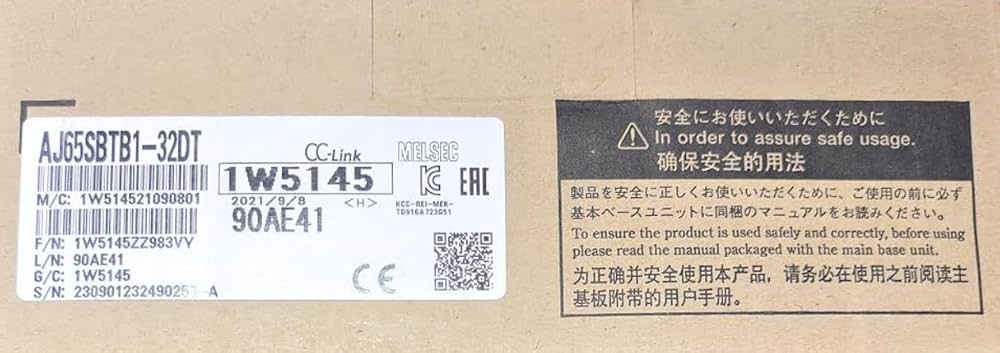 AJ65SBTB1-32DT
CC-Link
MELSEC
1W5145
M/C: 1W514521090801
2021/9/8
<H>
KCC-REI-MEK-
TD916A723G51
EAC
90AE41
F/N: 1W5145ZZ983VY
L/N: 90AE41
G/C: 1W5145
S/N:
CE
安全にお使いいただくために
In order to assure safe usage.
确保安全的用法
製品を安全に正しくお使いいただくために、ご使用の前に必ず
基本ベースユニットに同梱のマニュアルをお読みください。
To ensure the product is used safely and correctly, before using
please read the manual packaged with the main base unit.
为正确并安全使用本产品，请务必在使用之前阅读主
基板附带的用户手册。